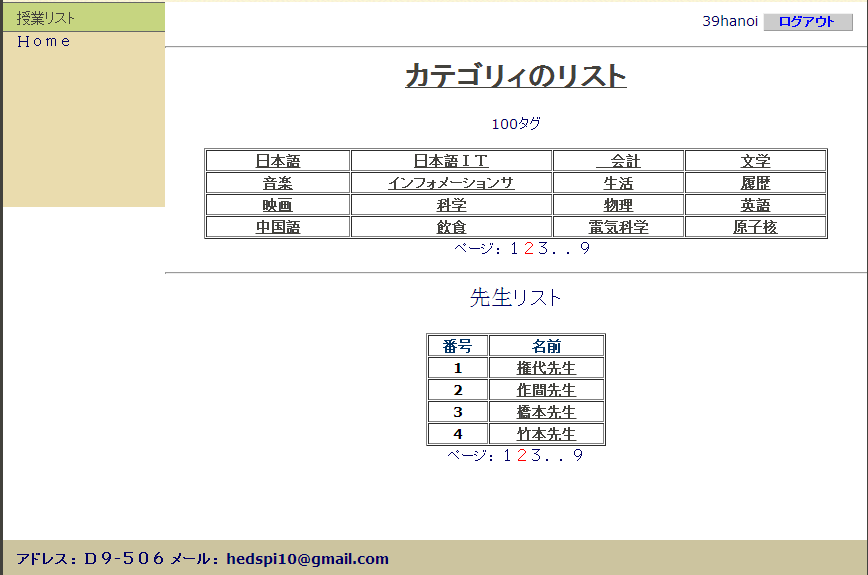 授業リスト
Ｈｏｍｅ
39hanoi ログアウト
カテゴリィのリスト
100タグ
日本語 日本語ＩＴ 会計 文学
音楽 インフォメーションサ 生活 履歴
映画 科学 物理 英語
中国語 飲食 電気科学 原子核
ページ：１２３．．９
先生リスト
番号 名前
1 権代先生
2 作間先生
3 橋本先生
4 竹本先生
ページ：１２３．．９
アドレス：Ｄ９-５０６ メール：hedspi10@gmail.com